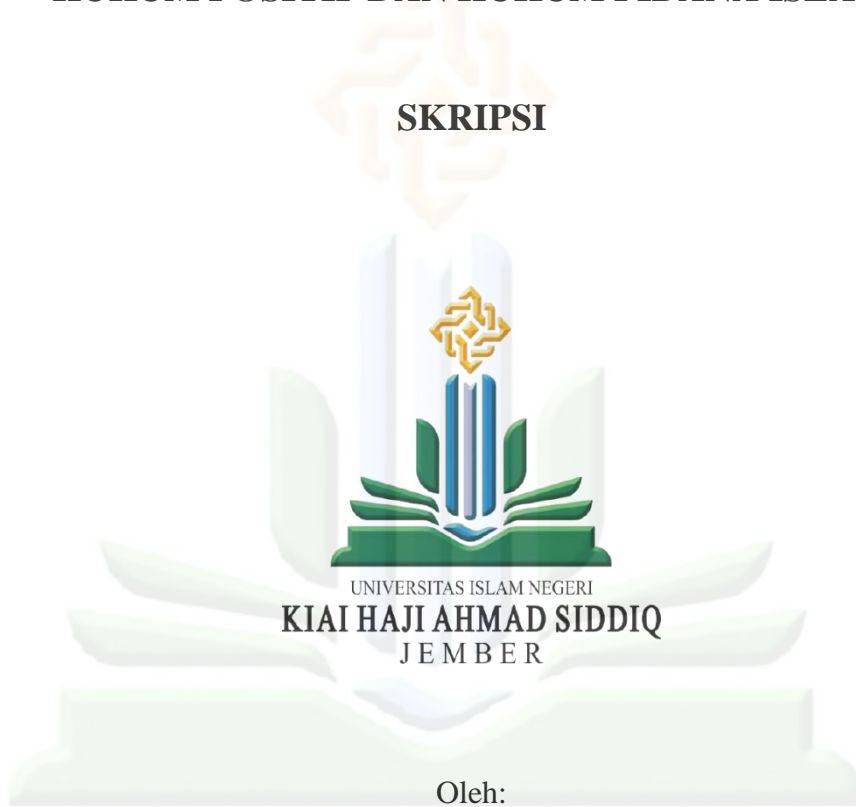 SKRIPSI
UNIVERSITAS ISLAM NEGERI
KIAI HAJI AHMAD SIDDIQ
JEMBER
Oleh: